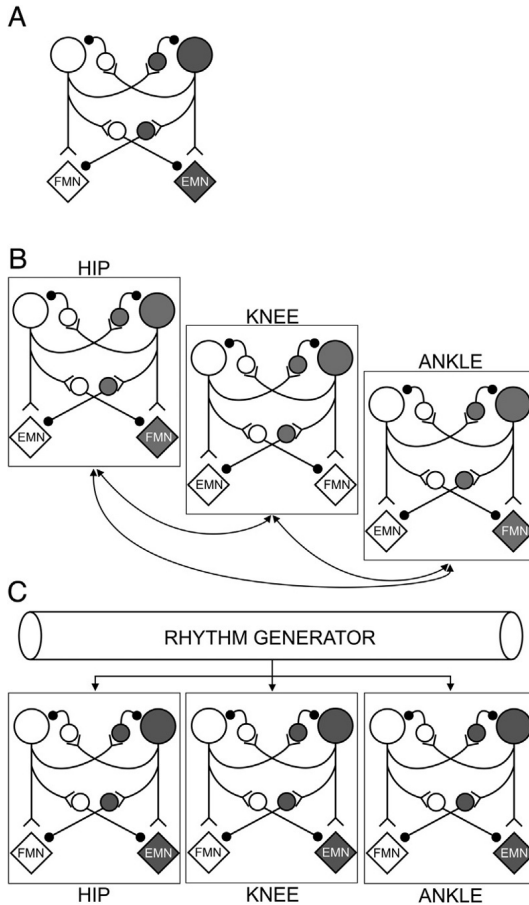 A
FMN EMN
B
HIP
KNEE
ANKLE
EMN FMN
EMN FMN
EMN FMN
C
RHYTHM GENERATOR
FMN EMN FMN EMN FMN EMN
HIP KNEE ANKLE